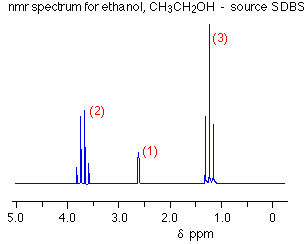 nmr spectrum for ethanol, CH3CH2OH - source SDBS
(3)
(2)
(1)
5.0 4.0 3.0 2.0 1.0 0
δ ppm